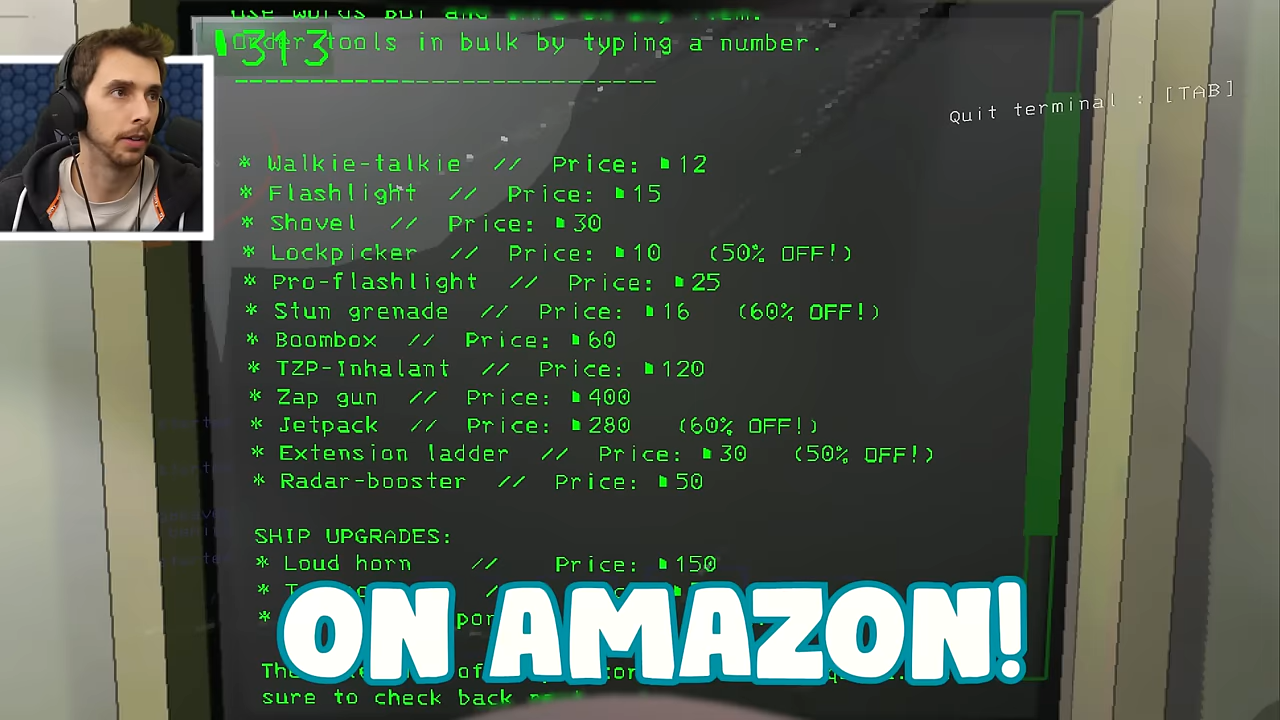 Order tools in bulk by typing a number.
313
----------------------------
Quit terminal : [TAB]
* Walkie-talkie // Price: ▮12
* Flashlight // Price: ▮15
* Shovel // Price: ▮30
* Lockpicker // Price: ▮10 (50% OFF!)
* Pro-flashlight // Price: ▮25
* Stun grenade // Price: ▮16 (60% OFF!)
* Boombox // Price: ▮60
* TZP-Inhalant // Price: ▮120
* Zap gun // Price: ▮400
* Jetpack // Price: ▮280 (60% OFF!)
* Extension ladder // Price: ▮30 (50% OFF!)
* Radar-booster // Price: ▮50
SHIP UPGRADES:
* Loud horn // Price: ▮150
ON AMAZON!
sure to check back